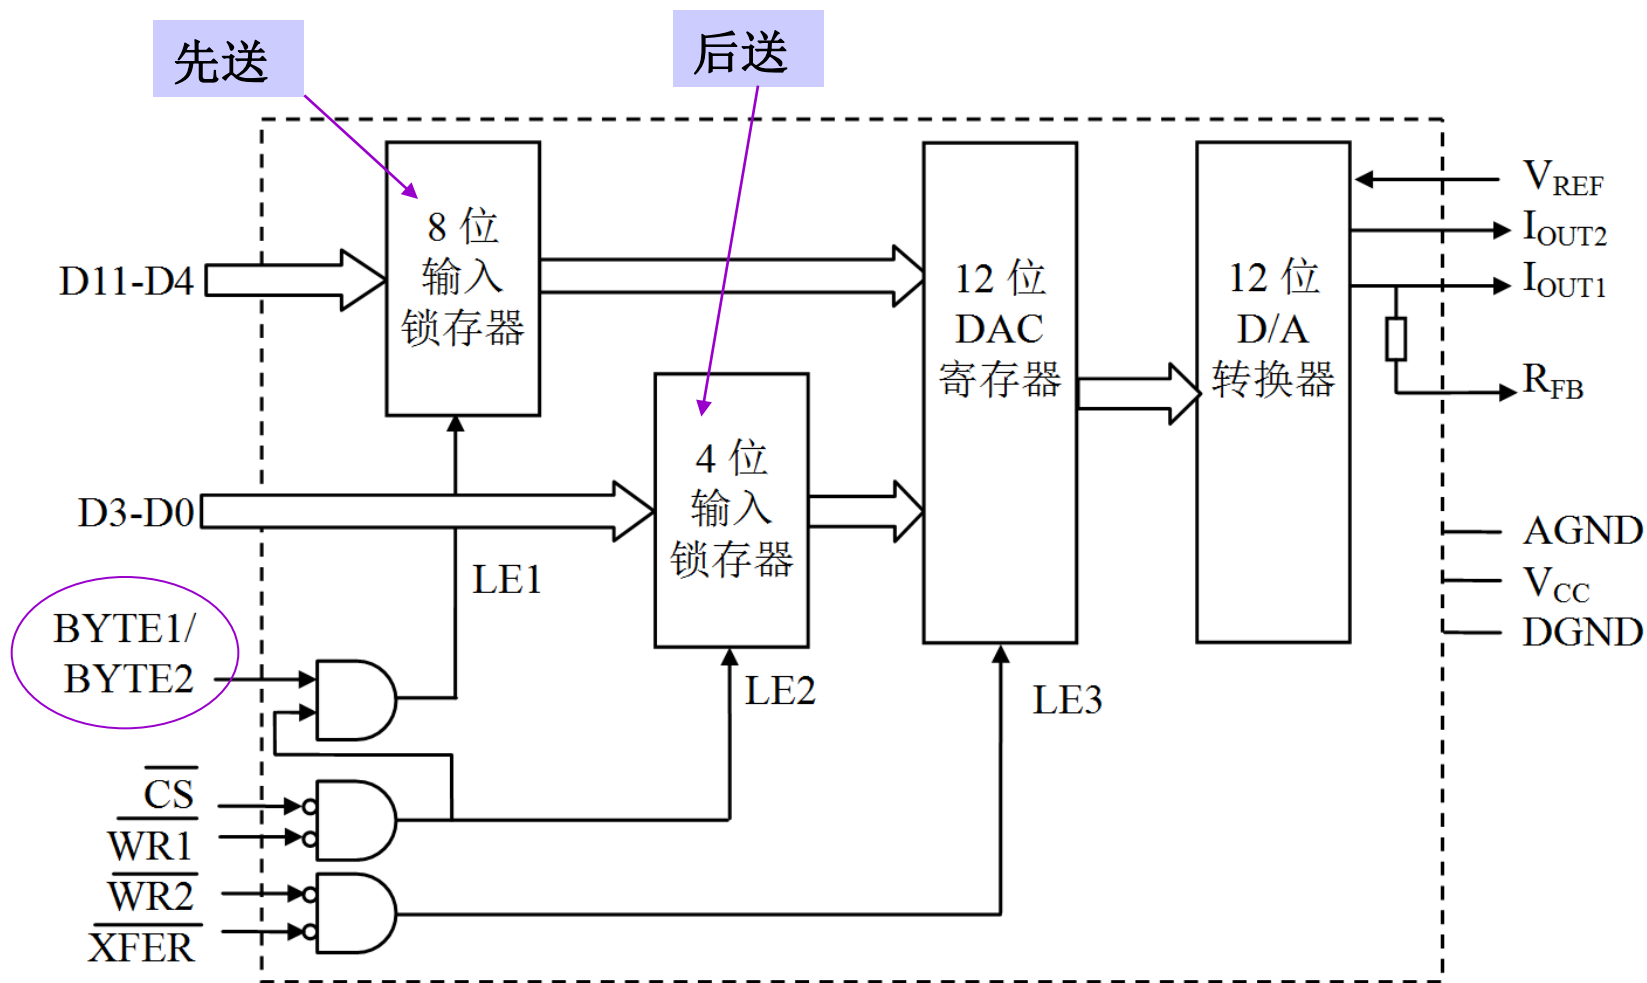 先送
后送
8 位
输入
锁存器
4 位
输入
锁存器
12 位
DAC
寄存器
12 位
D/A
转换器
D11-D4
D3-D0
BYTE1/
BYTE2
CS
WR1
WR2
XFER
LE1
LE2
LE3
VREF
IOUT2
IOUT1
RFB
AGND
VCC
DGND